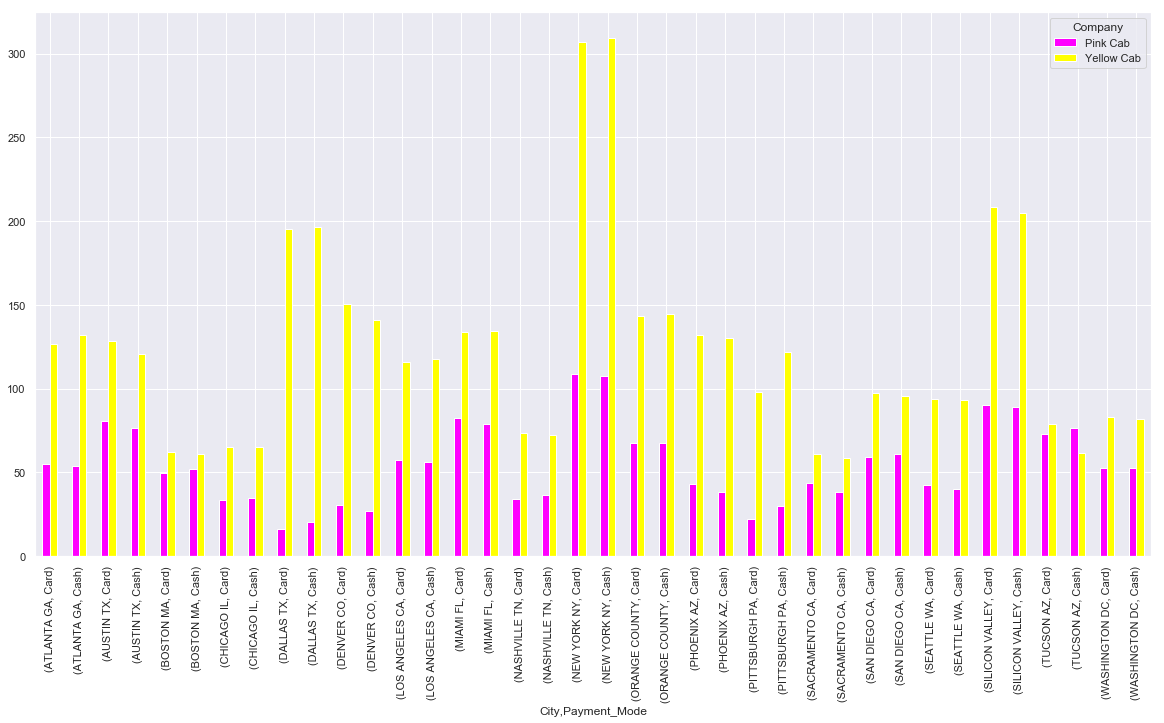 Company
Pink Cab
Yellow Cab
300
250
200
150
100
50
0
(ATLANTA GA, Card)
(ATLANTA GA, Cash)
(AUSTIN TX, Card)
(AUSTIN TX, Cash)
(BOSTON MA, Card)
(BOSTON MA, Cash)
(CHICAGO IL, Card)
(CHICAGO IL, Cash)
(DALLAS TX, Card)
(DALLAS TX, Cash)
(DENVER CO, Card)
(DENVER CO, Cash)
(LOS ANGELES CA, Card)
(LOS ANGELES CA, Cash)
(MIAMI FL, Card)
(MIAMI FL, Cash)
(NASHVILLE TN, Card)
(NASHVILLE TN, Cash)
(NEW YORK NY, Card)
(NEW YORK NY, Cash)
(ORANGE COUNTY, Card)
(ORANGE COUNTY, Cash)
(PHOENIX AZ, Card)
(PHOENIX AZ, Cash)
(PITTSBURGH PA, Card)
(PITTSBURGH PA, Cash)
(SACRAMENTO CA, Card)
(SACRAMENTO CA, Cash)
(SAN DIEGO CA, Card)
(SAN DIEGO CA, Cash)
(SEATTLE WA, Card)
(SEATTLE WA, Cash)
(SILICON VALLEY, Card)
(SILICON VALLEY, Cash)
(TUCSON AZ, Card)
(TUCSON AZ, Cash)
(WASHINGTON DC, Card)
(WASHINGTON DC, Cash)
City,Payment_Mode